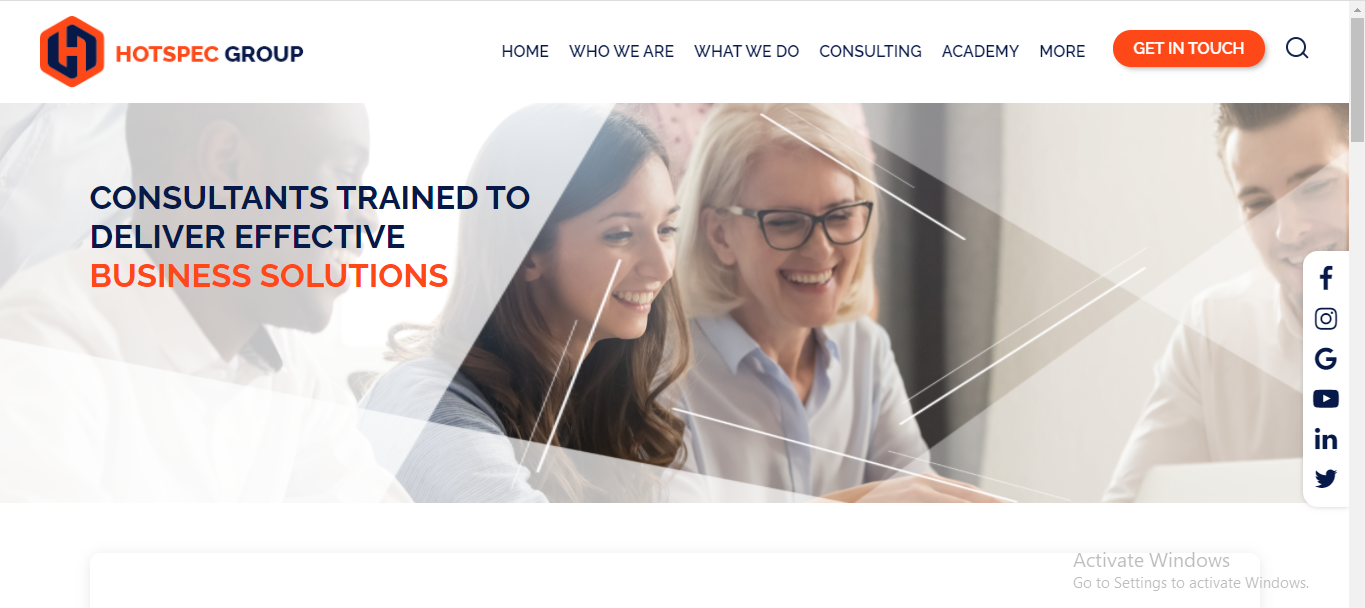 HOTSPEC GROUP
HOME WHO WE ARE WHAT WE DO CONSULTING ACADEMY MORE GET IN TOUCH
CONSULTANTS TRAINED TO
DELIVER EFFECTIVE
BUSINESS SOLUTIONS
Activate Windows
Go to Settings to activate Windows.